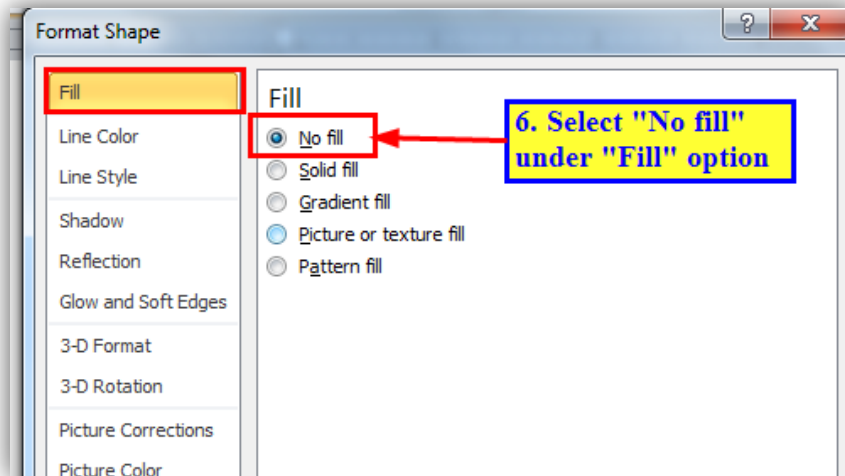 Format Shape
?
X
Fill
Line Color
Line Style
Shadow
Reflection
Glow and Soft Edges
3-D Format
3-D Rotation
Picture Corrections
Picture Color
Fill
No fill
Solid fill
Gradient fill
Picture or texture fill
Pattern fill
6. Select "No fill"
under "Fill" option